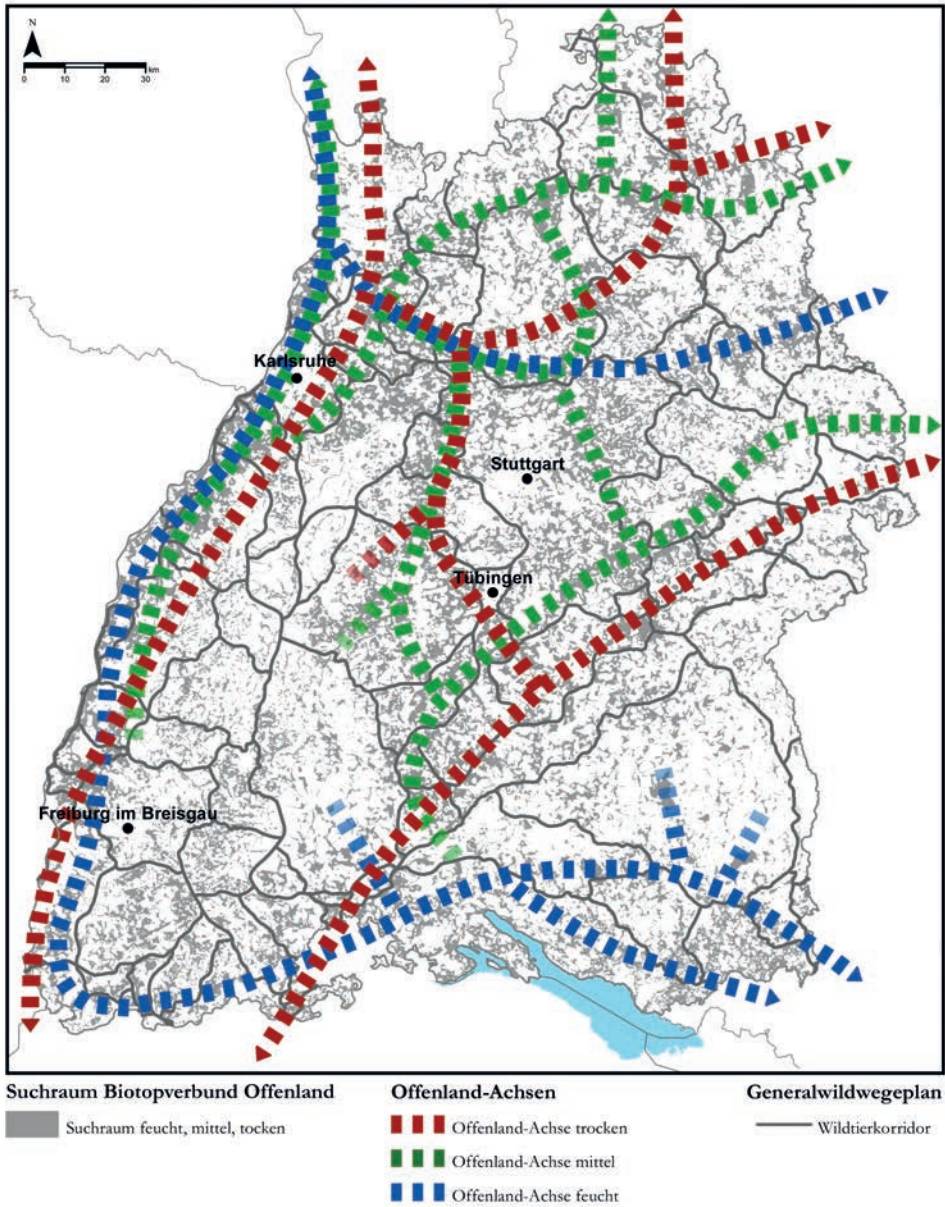 N
0 10 20 30 km
Karlsruhe
Stuttgart
Tübingen
Freiburg im Breisgau
Suchraum Biotopverbund Offenland
Suchraum feucht, mittel, tocken
Offenland-Achsen
Offenland-Achse trocken
Offenland-Achse mittel
Offenland-Achse feucht
Generalwildwegeplan
Wildtierkorridor